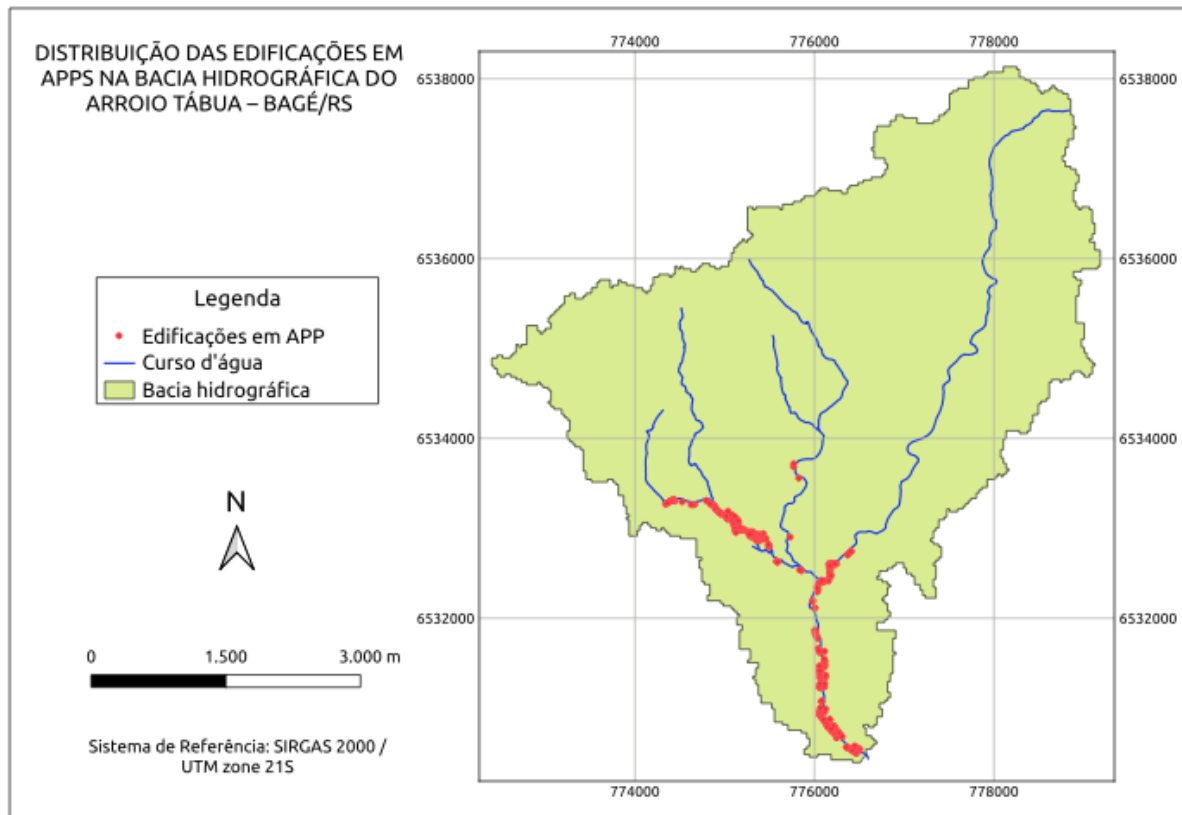 DISTRIBUIÇÃO DAS EDIFICAÇÕES EM
APPS NA BACIA HIDROGRÁFICA DO
ARROIO TÁBUA – BAGÉ/RS
Legenda
Edificações em APP
Curso d'água
Bacia hidrográfica
N
0 1.500 3.000 m
Sistema de Referência: SIRGAS 2000 /
UTM zone 21S
774000 776000 778000
6538000 6538000
6536000 6536000
6534000 6534000
6532000 6532000
774000 776000 778000